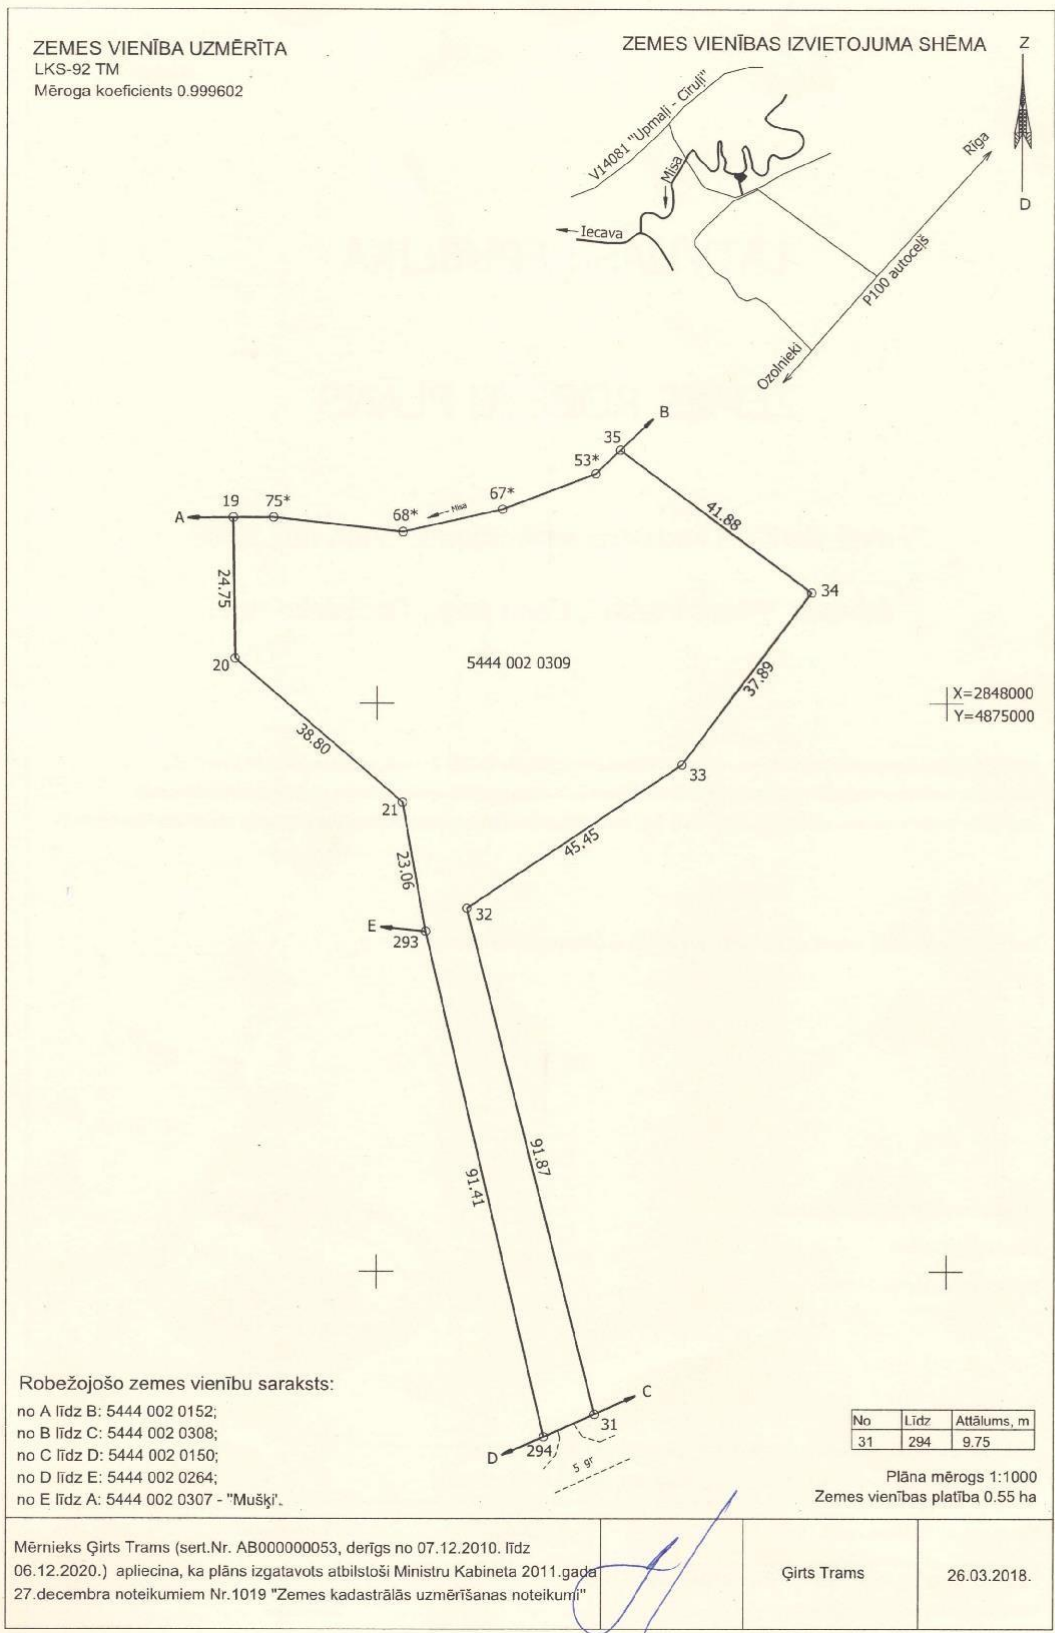 ZEMES VIENĪBA UZMĒRĪTA
LKS-92 TM
Mēroga koeficients 0.999602
ZEMES VIENĪBAS IZVIETOJUMA SHĒMA
Z
D
V14081 "Upmaļi - Cīruļi"
Misa
Iecava
Rīga
P100 autoceļš
Ozolnieki
B
35
53*
67*
Misa
68*
75*
19
A
41.88
24.75
34
20
5444 002 0309
37.89
X=2848000
Y=4875000
38.80
33
21
45.45
23.06
32
E
293
91.87
91.41
C
31
294
D
5 gr
Robežojošo zemes vienību saraksts:
no A līdz B: 5444 002 0152;
no B līdz C: 5444 002 0308;
no C līdz D: 5444 002 0150;
no D līdz E: 5444 002 0264;
no E līdz A: 5444 002 0307 - "Mušķi".
No Līdz Attālums, m
31 294 9.75
Plāna mērogs 1:1000
Zemes vienības platība 0.55 ha
Mērnieks Ģirts Trams (sert.Nr. AB000000053, derīgs no 07.12.2010. līdz
06.12.2020.) apliecina, ka plāns izgatavots atbilstoši Ministru Kabineta 2011.gada
27.decembra noteikumiem Nr.1019 "Zemes kadastrālās uzmērīšanas noteikumi"
Ģirts Trams
26.03.2018.